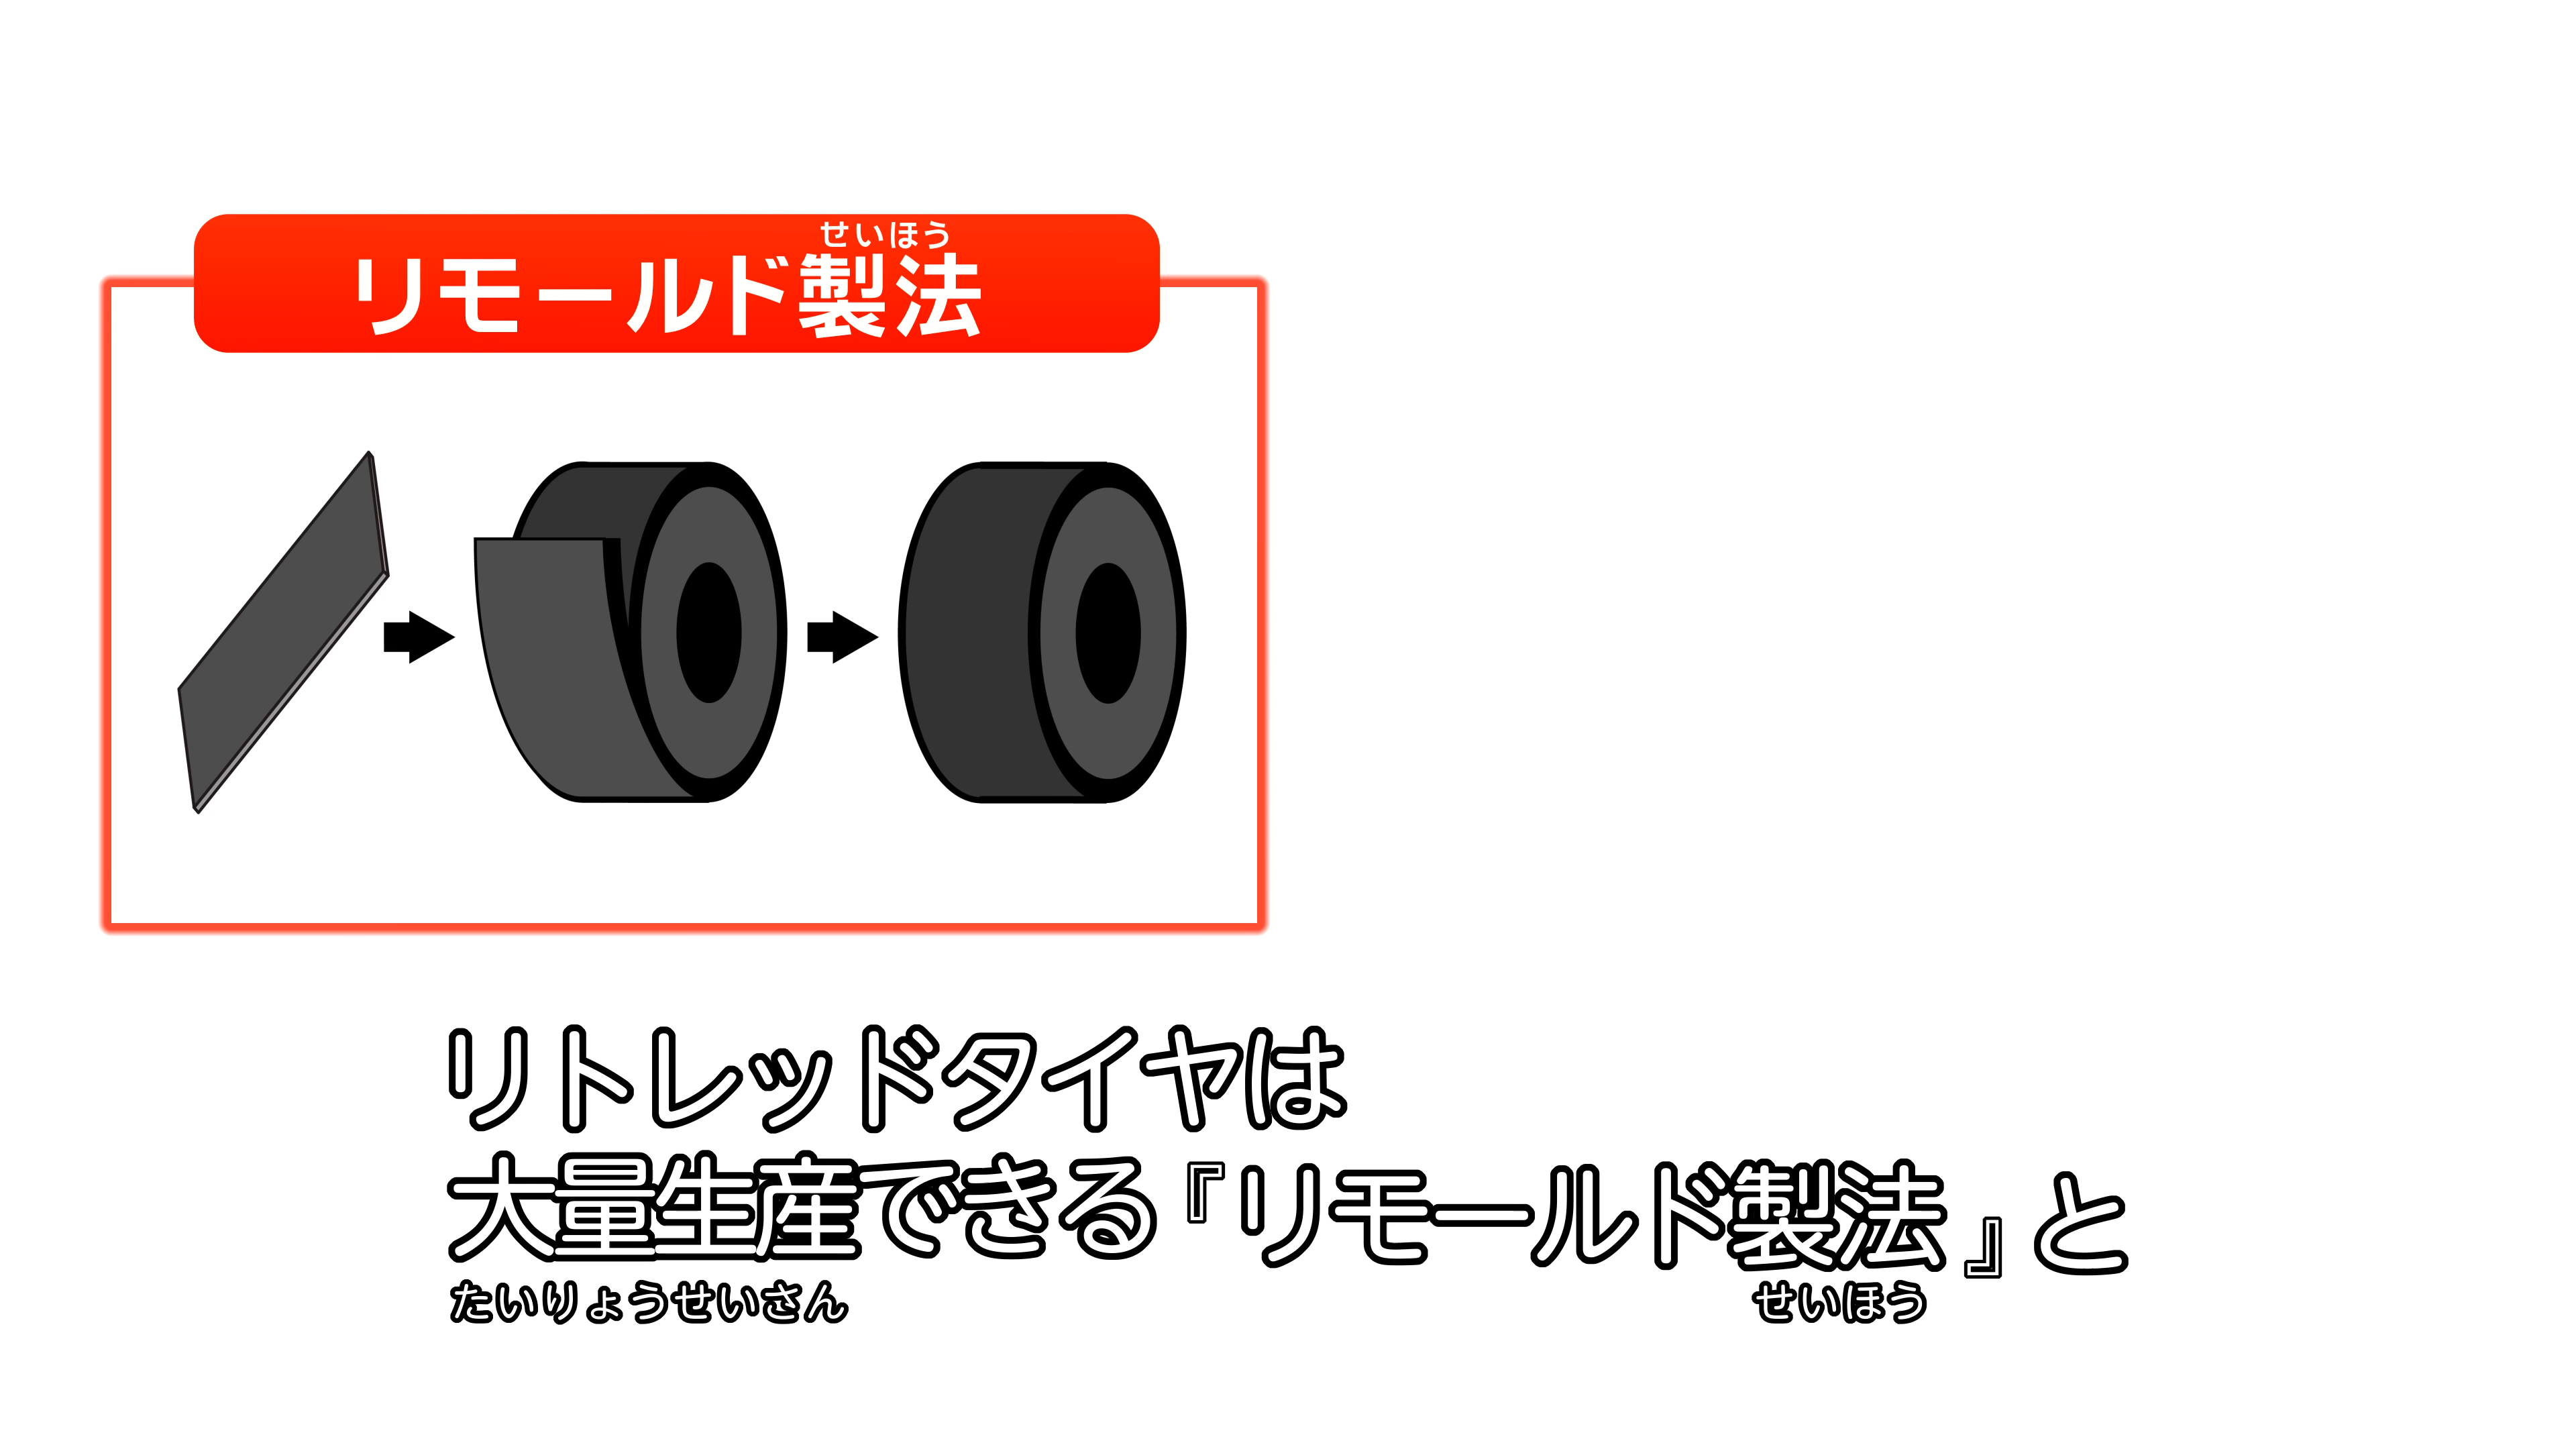 せいほう
リモールド製法
リトレッドタイヤは
大量生産できる『リモールド製法』と
たいりょうせいさん せいほう